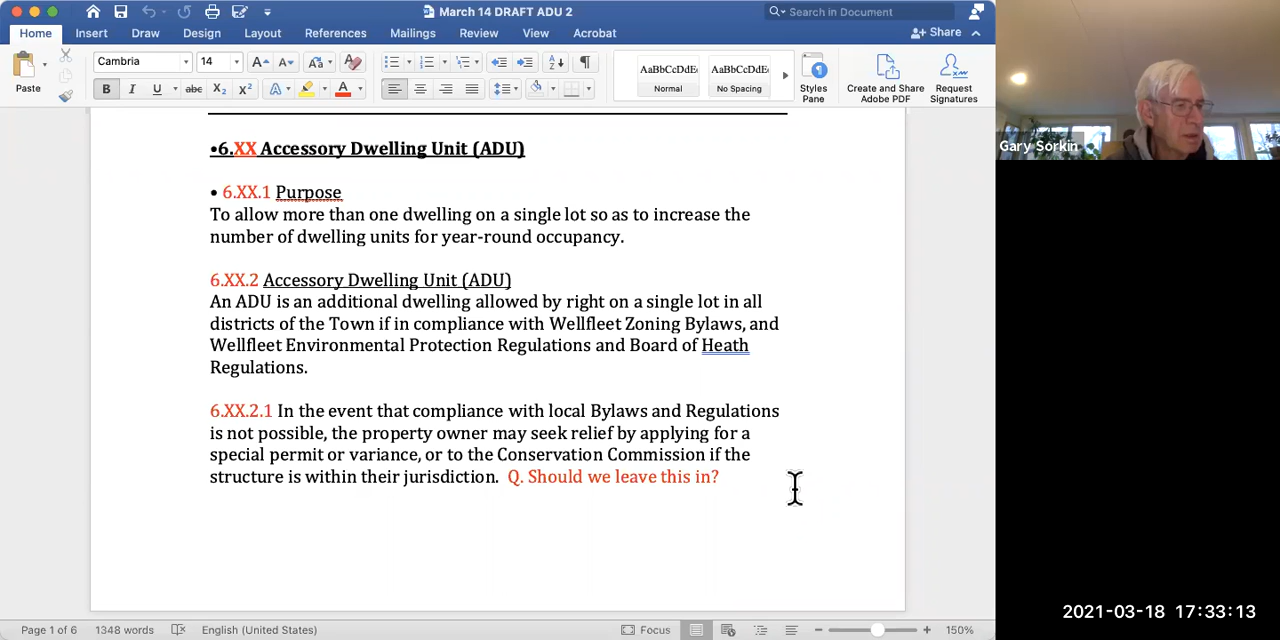 March 14 DRAFT ADU 2
Search in Document
Home Insert Draw Design Layout References Mailings Review View Acrobat
Share
Paste
Cambria 14
B I U abc X2 X2 A A
AaBbCcDdE AaBbCcDdE
Normal No Spacing
Styles Pane
Create and Share Adobe PDF
Request Signatures
•6.XX Accessory Dwelling Unit (ADU)
• 6.XX.1 Purpose
To allow more than one dwelling on a single lot so as to increase the
number of dwelling units for year-round occupancy.
6.XX.2 Accessory Dwelling Unit (ADU)
An ADU is an additional dwelling allowed by right on a single lot in all
districts of the Town if in compliance with Wellfleet Zoning Bylaws, and
Wellfleet Environmental Protection Regulations and Board of Heath
Regulations.
6.XX.2.1 In the event that compliance with local Bylaws and Regulations
is not possible, the property owner may seek relief by applying for a
special permit or variance, or to the Conservation Commission if the
structure is within their jurisdiction. Q. Should we leave this in?
Page 1 of 6 1348 words English (United States) Focus 150%
Gary Sorkin
2021-03-18 17:33:13